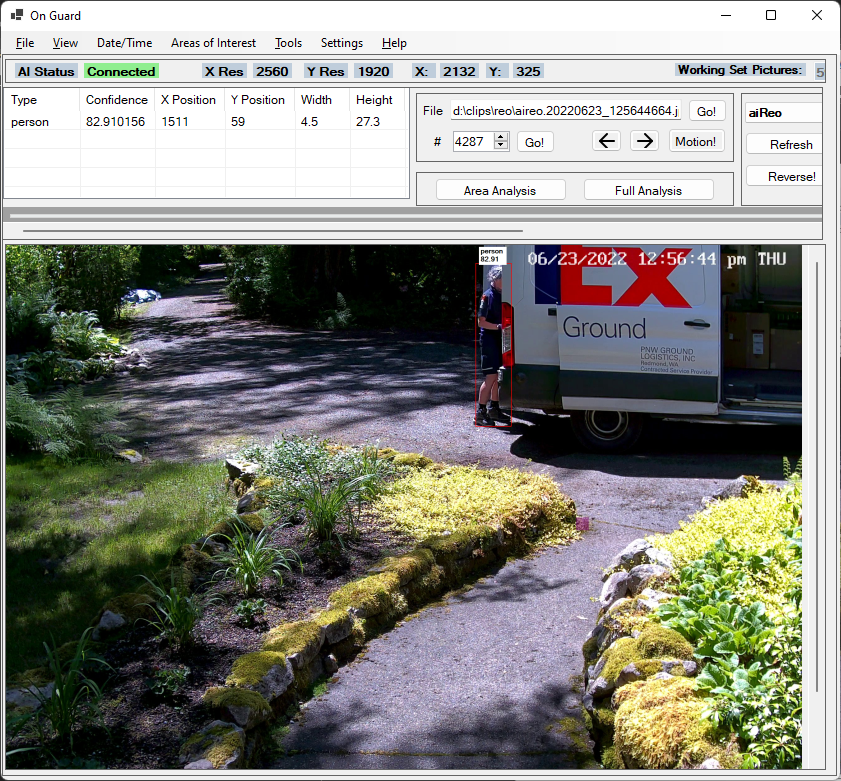 On Guard
File View Date/Time Areas of Interest Tools Settings Help
AI Status Connected X Res 2560 Y Res 1920 X: 2132 Y: 325 Working Set Pictures: 5
Type Confidence X Position Y Position Width Height
person 82.910156 1511 59 4.5 27.3
File d:\clips\reo\aireo.20220623_125644664.j Go!
# 4287 Go! Motion!
Area Analysis Full Analysis
aiReo
Refresh
Reverse!
person
82.91
06/23/2022 12:56:44 pm THU
EX
Ground
PNW GROUND
LOGISTICS, INC
Redmond, WA
Contracted Service Provider